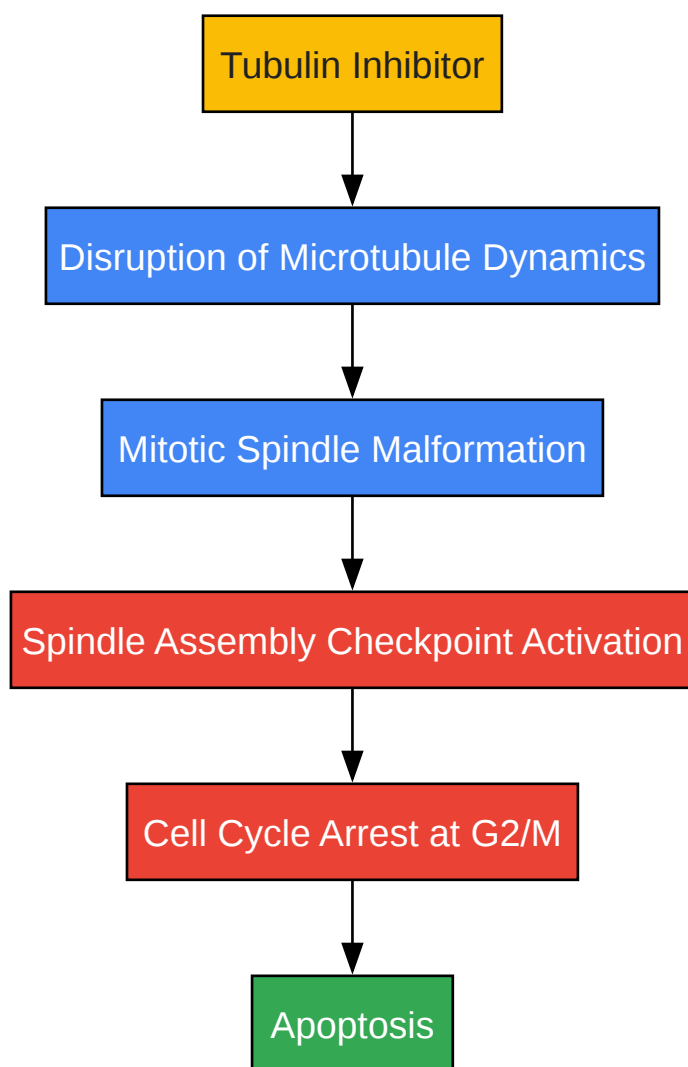 Tubulin Inhibitor
Disruption of Microtubule Dynamics
Mitotic Spindle Malformation
Spindle Assembly Checkpoint Activation
Cell Cycle Arrest at G2/M
Apoptosis